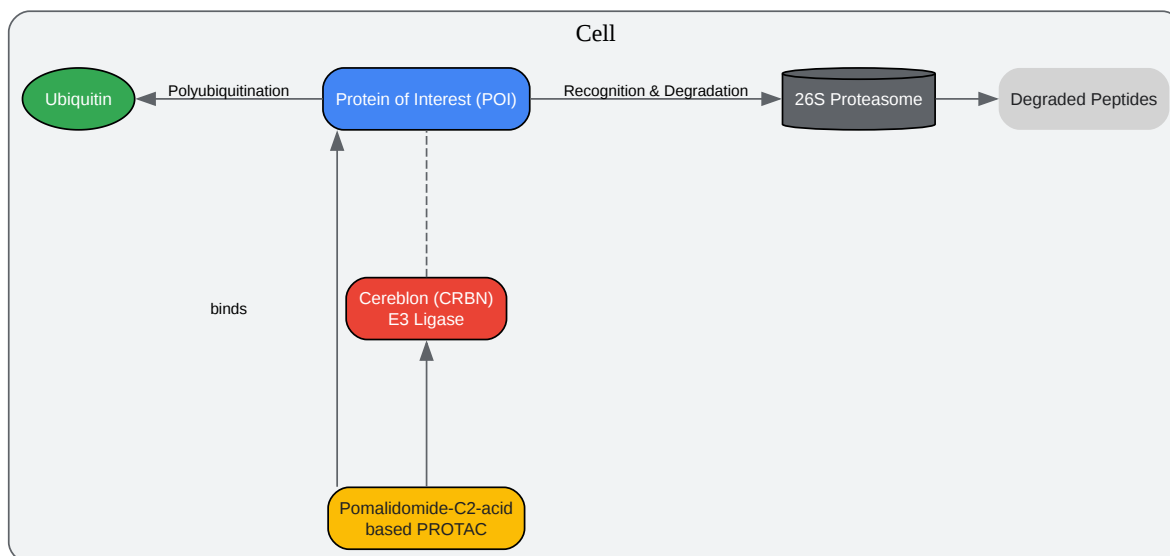 Cell
Ubiquitin
Polyubiquitination
Protein of Interest (POI)
Recognition & Degradation
26S Proteasome
Degraded Peptides
binds
Cereblon (CRBN)
E3 Ligase
Pomalidomide-C2-acid
based PROTAC